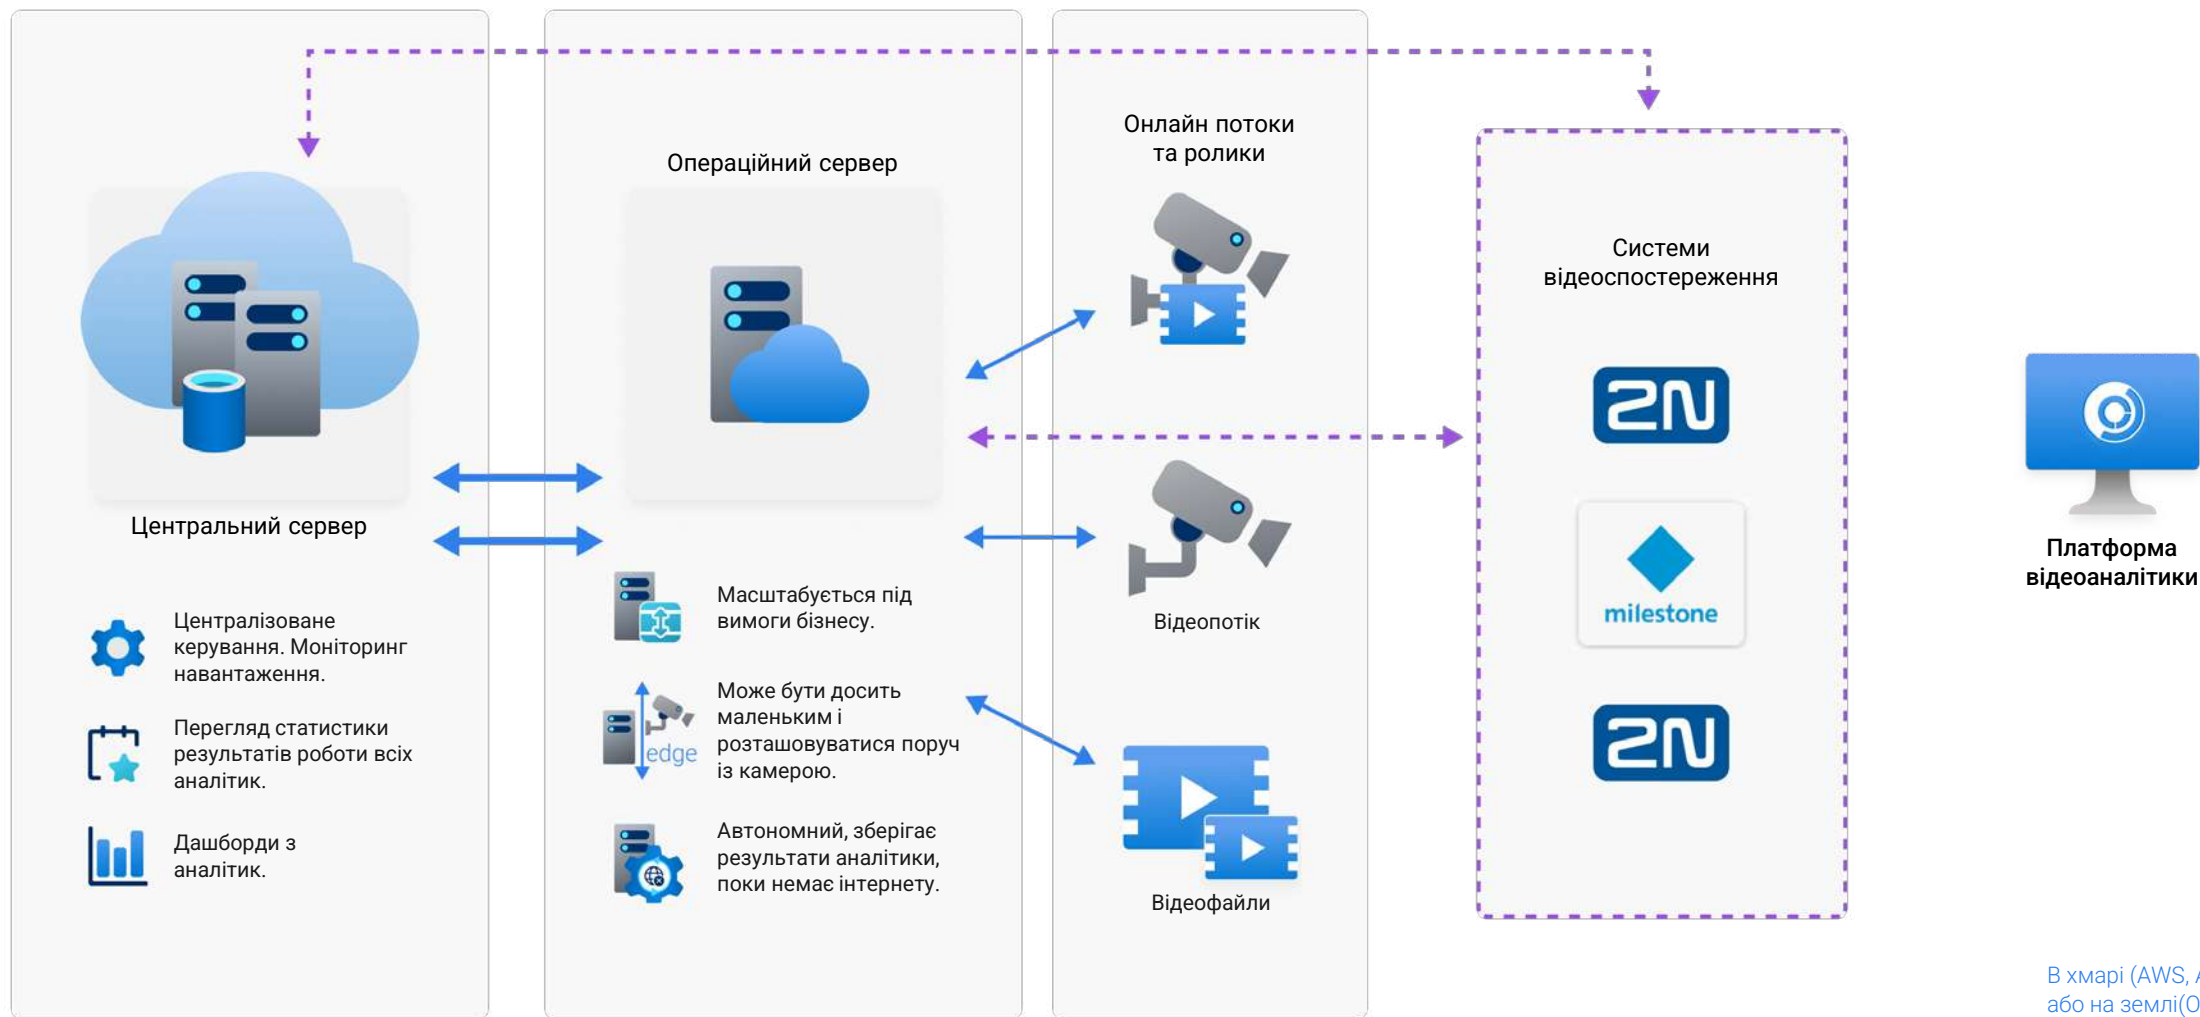 Центральний сервер
Централізоване
керування. Моніторинг
навантаження.
Перегляд статистики
результатів роботи всіх
аналітик.
Дашборди з
аналітик.
Операційний сервер
Масштабується під
вимоги бізнесу.
edge
Може бути досить
маленьким і
розташовуватися поруч
із камерою.
Автономний, зберігає
результати аналітики,
поки немає інтернету.
Онлайн потоки
та ролики
Відеопотік
Відеофайли
Системи
відеоспостереження
2N
milestone
2N
Платформа
відеоаналітики
В хмарі (AWS,
або на землі(